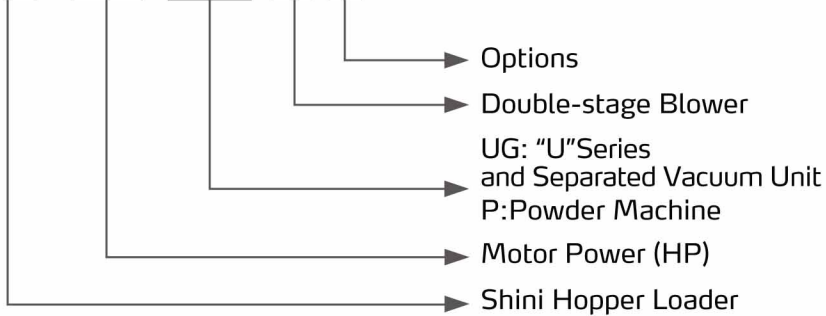 Options
Double-stage Blower
UG: “U”Series
and Separated Vacuum Unit
P:Powder Machine
Motor Power (HP)
Shini Hopper Loader